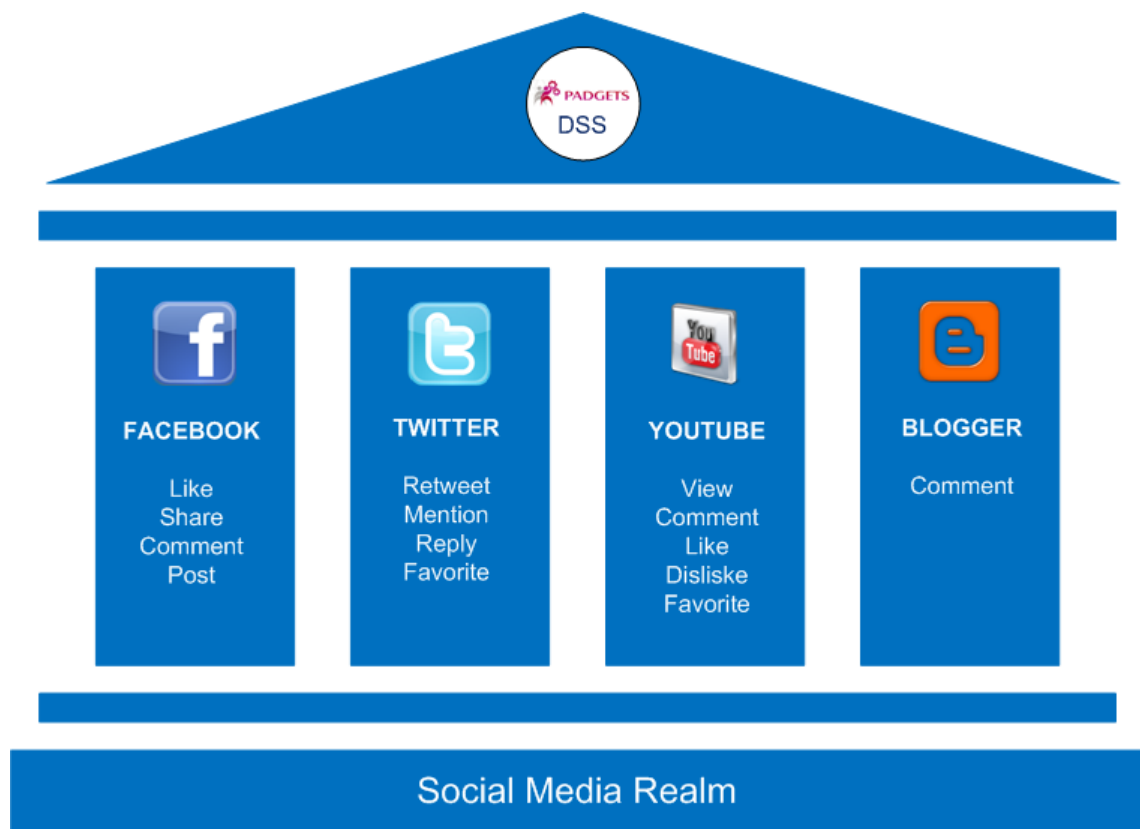 PADGETS
DSS
f
FACEBOOK
Like
Share
Comment
Post
t
TWITTER
Retweet
Mention
Reply
Favorite
You
Tube
YOUTUBE
View
Comment
Like
Disliske
Favorite
B
BLOGGER
Comment
Social Media Realm